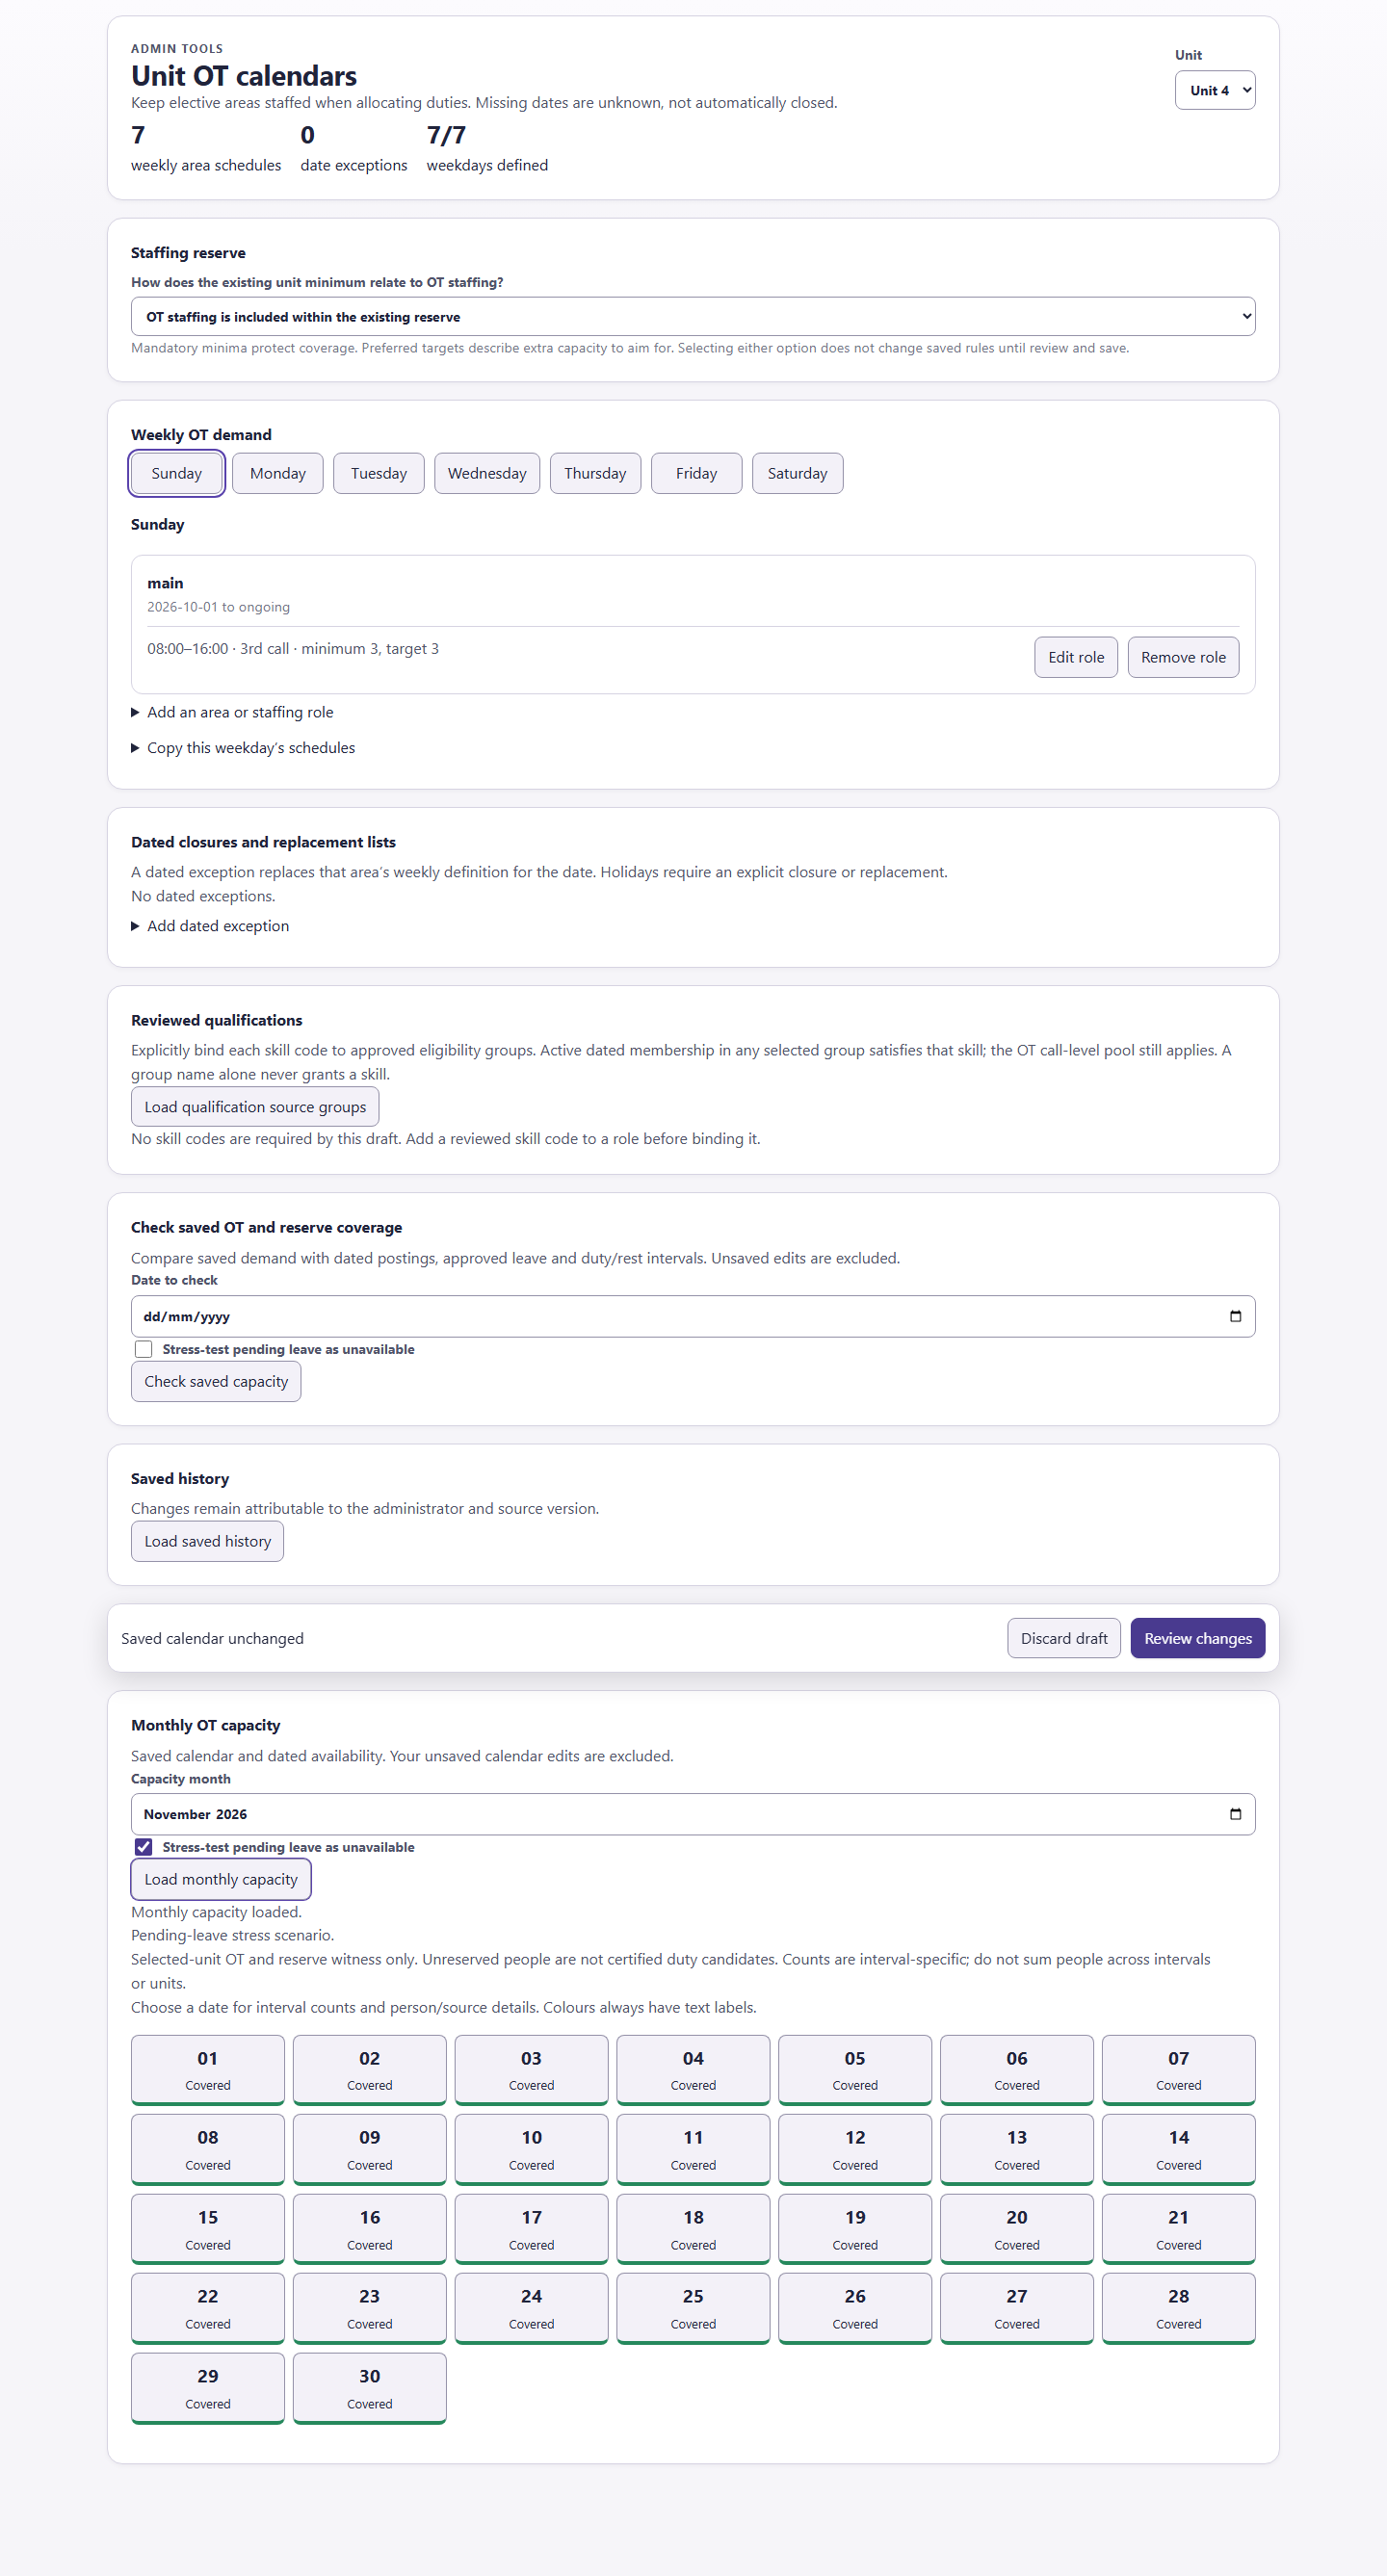 ADMIN TOOLS
Unit OT calendars
Keep elective areas staffed when allocating duties. Missing dates are unknown, not automatically closed.
Unit
Unit 4
7
weekly area schedules
0
date exceptions
7/7
weekdays defined
Staffing reserve
How does the existing unit minimum relate to OT staffing?
OT staffing is included within the existing reserve
Mandatory minima protect coverage. Preferred targets describe extra capacity to aim for. Selecting either option does not change saved rules until review and save.
Weekly OT demand
Sunday Monday Tuesday Wednesday Thursday Friday Saturday
Sunday
main
2026-10-01 to ongoing
08:00–16:00 · 3rd call · minimum 3, target 3
Edit role Remove role
Add an area or staffing role
Copy this weekday’s schedules
Dated closures and replacement lists
A dated exception replaces that area’s weekly definition for the date. Holidays require an explicit closure or replacement.
No dated exceptions.
Add dated exception
Reviewed qualifications
Explicitly bind each skill code to approved eligibility groups. Active dated membership in any selected group satisfies that skill; the OT call-level pool still applies. A
group name alone never grants a skill.
Load qualification source groups
No skill codes are required by this draft. Add a reviewed skill code to a role before binding it.
Check saved OT and reserve coverage
Compare saved demand with dated postings, approved leave and duty/rest intervals. Unsaved edits are excluded.
Date to check
dd/mm/yyyy
Stress-test pending leave as unavailable
Check saved capacity
Saved history
Changes remain attributable to the administrator and source version.
Load saved history
Saved calendar unchanged
Discard draft Review changes
Monthly OT capacity
Saved calendar and dated availability. Your unsaved calendar edits are excluded.
Capacity month
November 2026
Stress-test pending leave as unavailable
Load monthly capacity
Monthly capacity loaded.
Pending-leave stress scenario.
Selected-unit OT and reserve witness only. Unreserved people are not certified duty candidates. Counts are interval-specific; do not sum people across intervals
or units.
Choose a date for interval counts and person/source details. Colours always have text labels.
01 02 03 04 05 06 07
Covered Covered Covered Covered Covered Covered Covered
08 09 10 11 12 13 14
Covered Covered Covered Covered Covered Covered Covered
15 16 17 18 19 20 21
Covered Covered Covered Covered Covered Covered Covered
22 23 24 25 26 27 28
Covered Covered Covered Covered Covered Covered Covered
29 30
Covered Covered